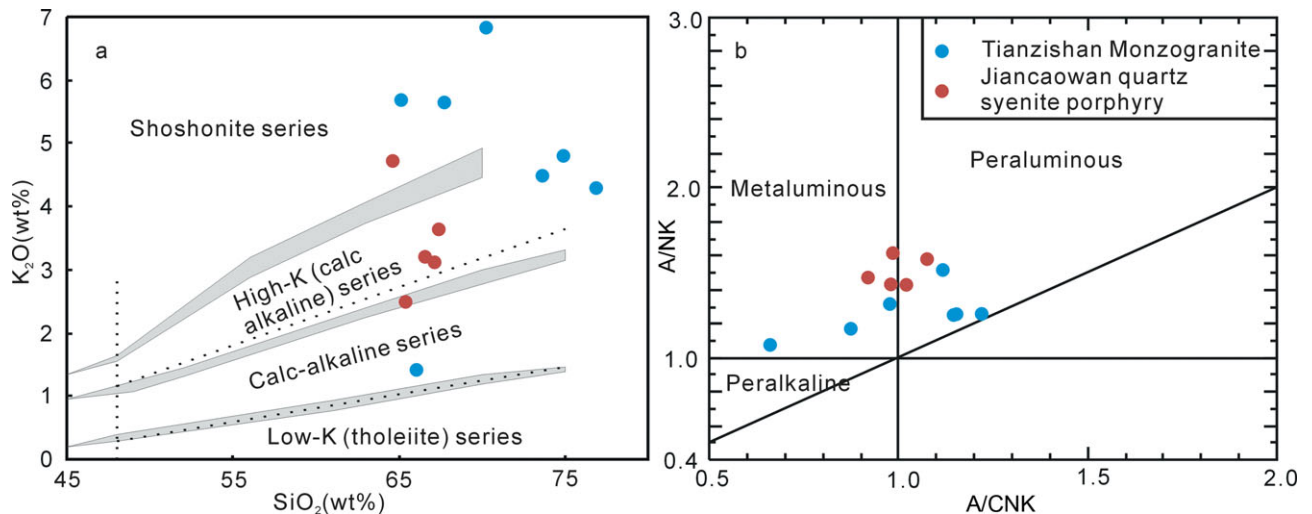 a
7
6
5
4
3
2
1
0
K₂O(wt%)
Shoshonite series
High-K (calc
alkaline) series
Calc-alkaline series
Low-K (tholeiite) series
45
55
65
75
SiO₂(wt%)
b
3.0
2.0
1.0
0.4
A/NK
Tianzishan Monzogranite
Jiancaowan quartz
syenite porphyry
Peraluminous
Metaluminous
Peralkaline
0.5
1.0
1.5
2.0
A/CNK